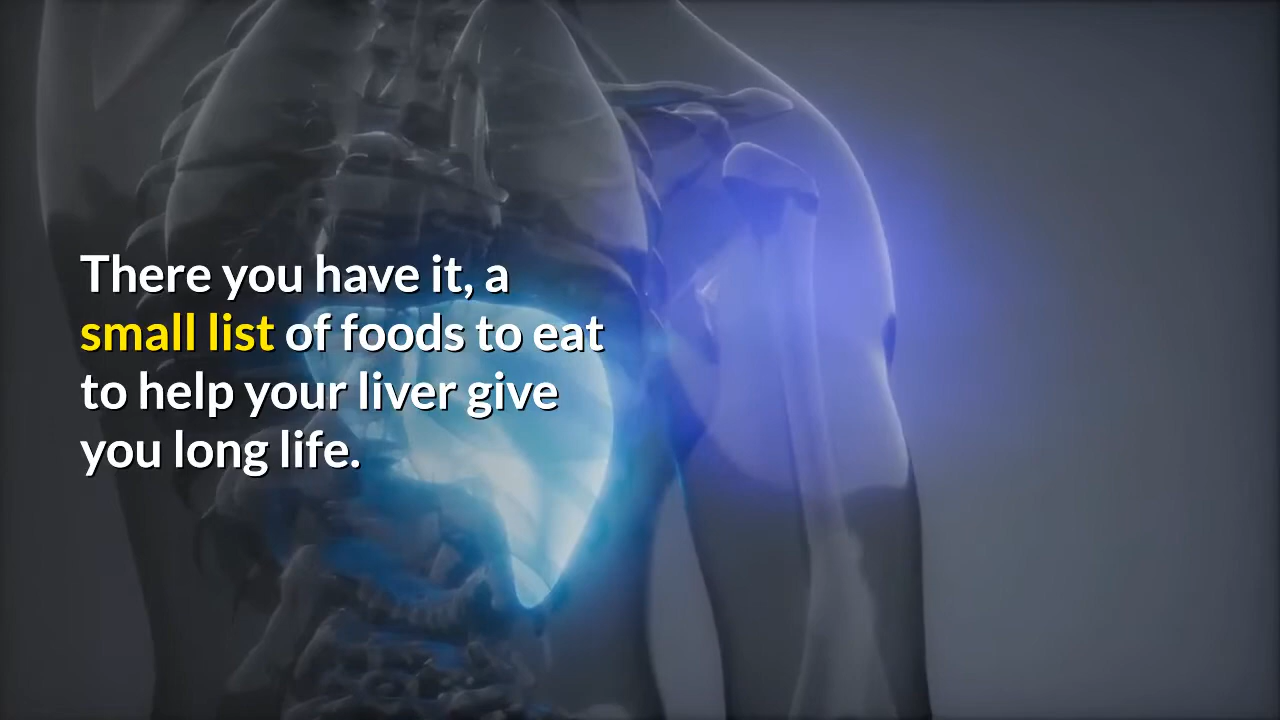 There you have it, a
small list of foods to eat
to help your liver give
you long life.